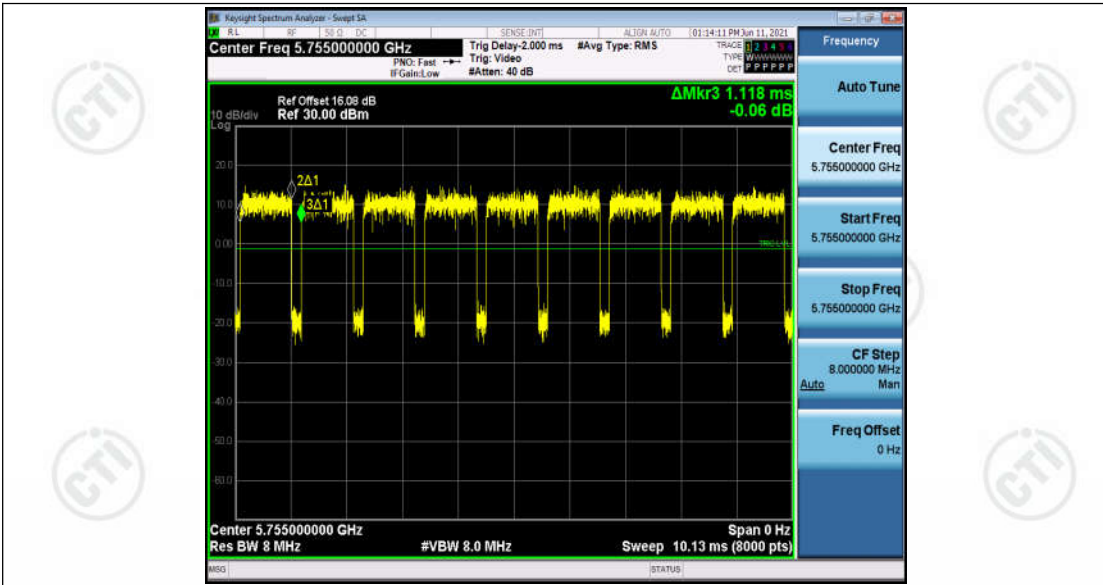 Keysight Spectrum Analyzer - Swept SA
RL RF 50 Ω DC SENSE:INT ALIGN AUTO 01:14:11 PM Jun 11, 2021
Center Freq 5.755000000 GHz
PNO: Fast
IFGain:Low
Trig Delay-2.000 ms
Trig: Video
#Atten: 40 dB
#Avg Type: RMS
TRACE 1 2 3 4 5 6
TYPE W
DET P P P P P P
Frequency
ΔMkr3 1.118 ms
-0.06 dB
Ref Offset 16.08 dB
10 dB/div Ref 30.00 dBm
Log
20.0
10.0
0.00
-10.0
-20.0
-30.0
-40.0
-50.0
-60.0
2Δ1
3Δ1
TRIG LVL
Center 5.755000000 GHz
Span 0 Hz
Res BW 8 MHz
#VBW 8.0 MHz
Sweep 10.13 ms (8000 pts)
MSG
STATUS
Auto Tune
Center Freq
5.755000000 GHz
Start Freq
5.755000000 GHz
Stop Freq
5.755000000 GHz
CF Step
8.000000 MHz
Auto Man
Freq Offset
0 Hz
CTI
CTI
CTI
CTI